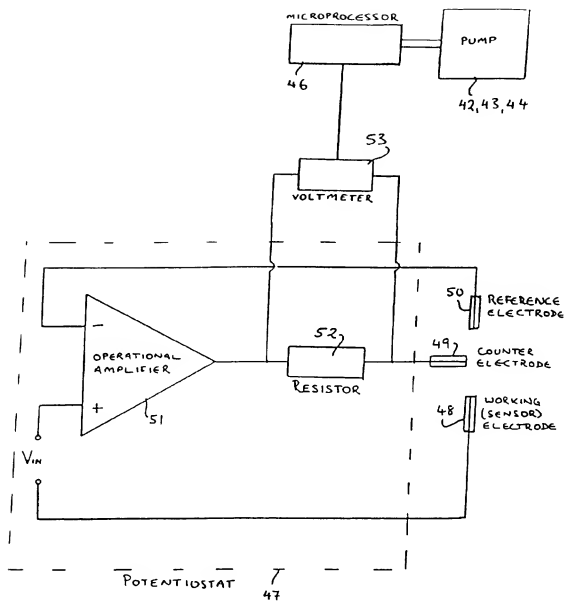 MICROPROCESSOR
46
PUMP
42, 43, 44
53
VOLTMETER
50
REFERENCE
ELECTRODE
-
OPERATIONAL
AMPLIFIER
+
51
52
RESISTOR
49
COUNTER
ELECTRODE
48
WORKING
(SENSOR)
ELECTRODE
VIN
POTENTIOSTAT
47